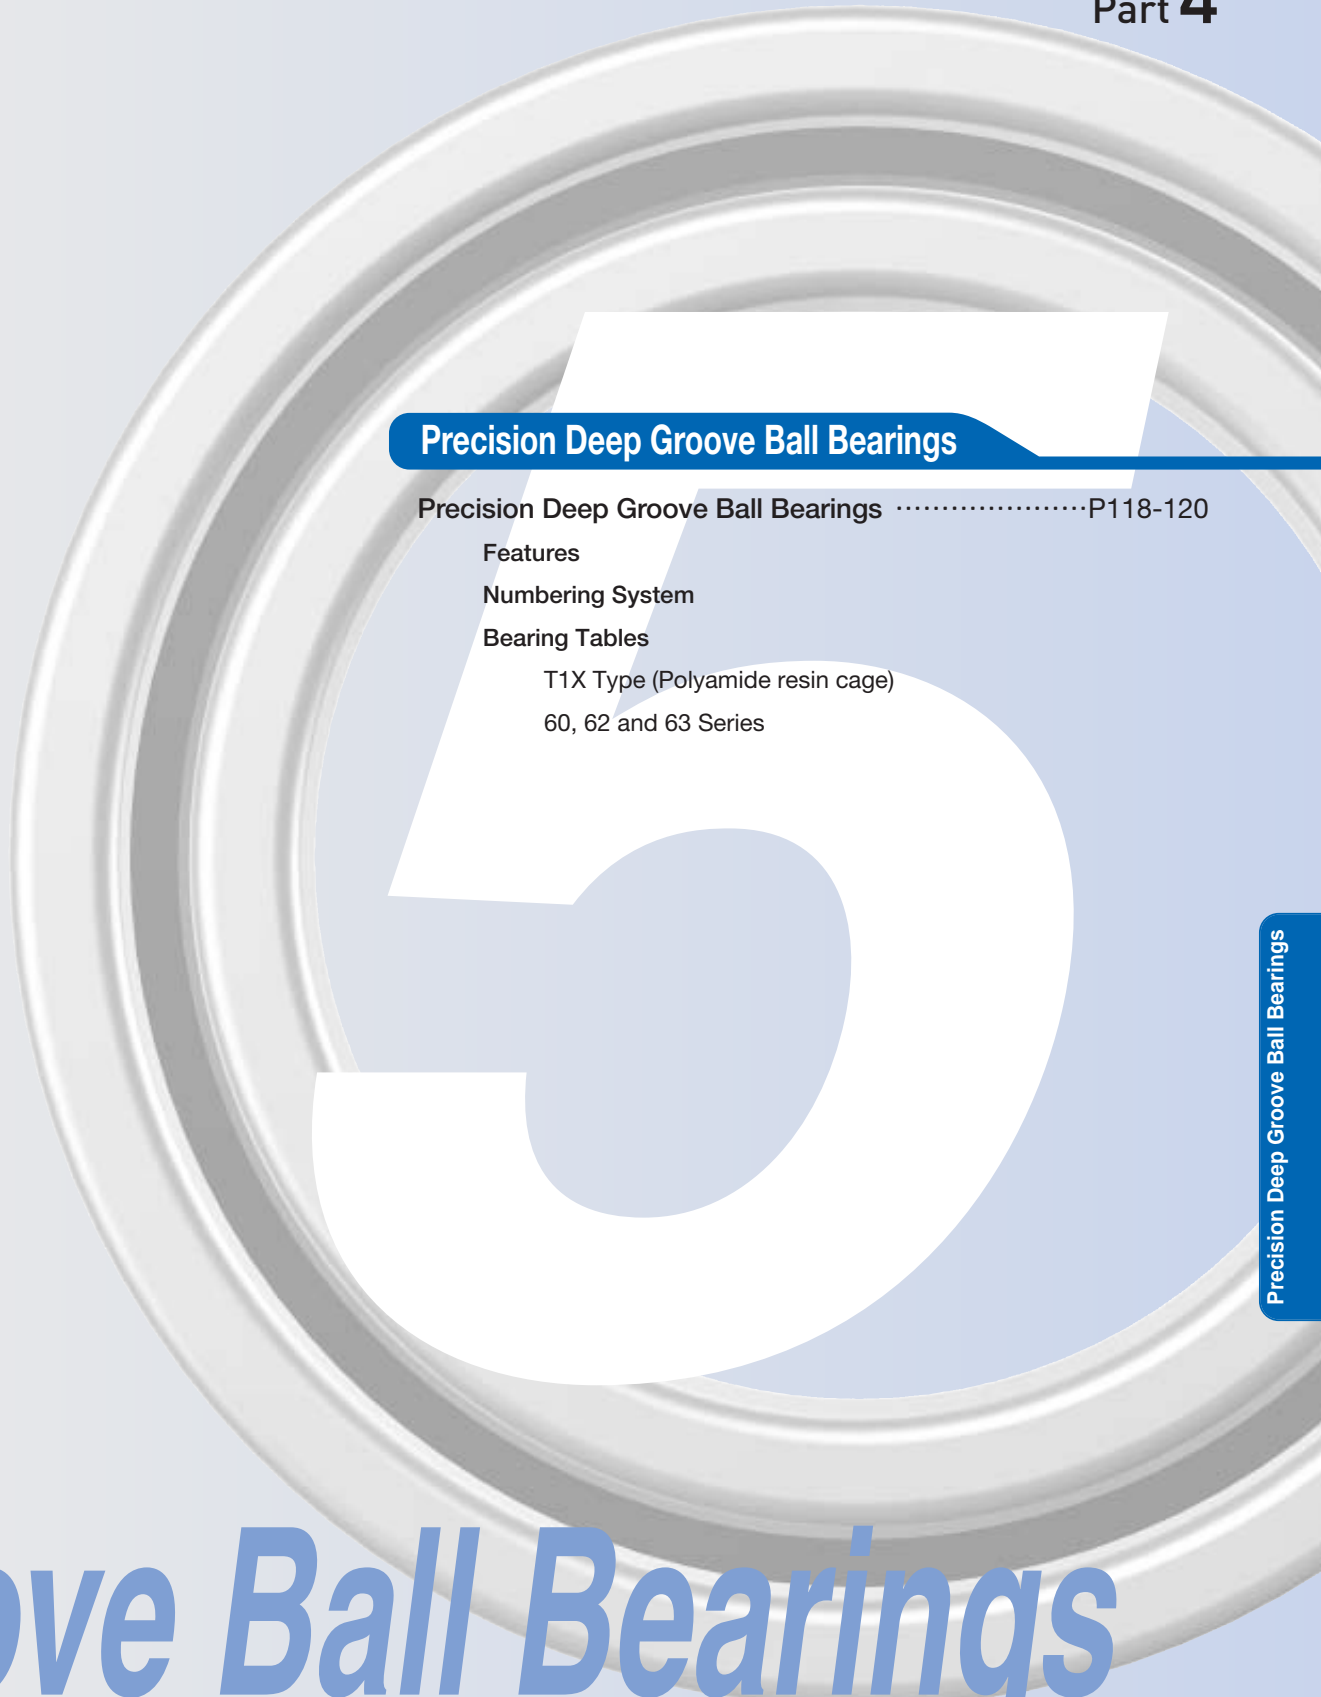 Part 4
5
Precision Deep Groove Ball Bearings
Precision Deep Groove Ball Bearings ·····················P118-120
Features
Numbering System
Bearing Tables
T1X Type (Polyamide resin cage)
60, 62 and 63 Series
Precision Deep Groove Ball Bearings
ove Ball Bearings